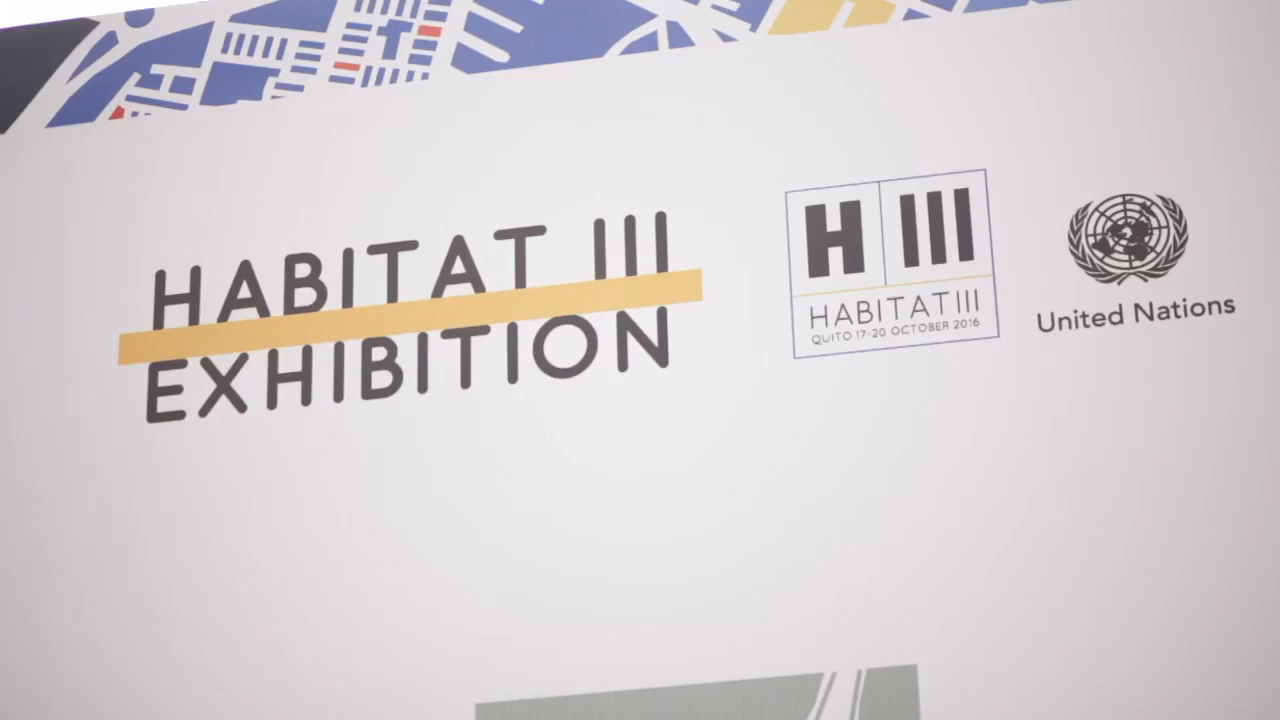 HABITAT III
EXHIBITION
H III
HABITAT III
QUITO 17-20 OCTOBER 2016
United Nations